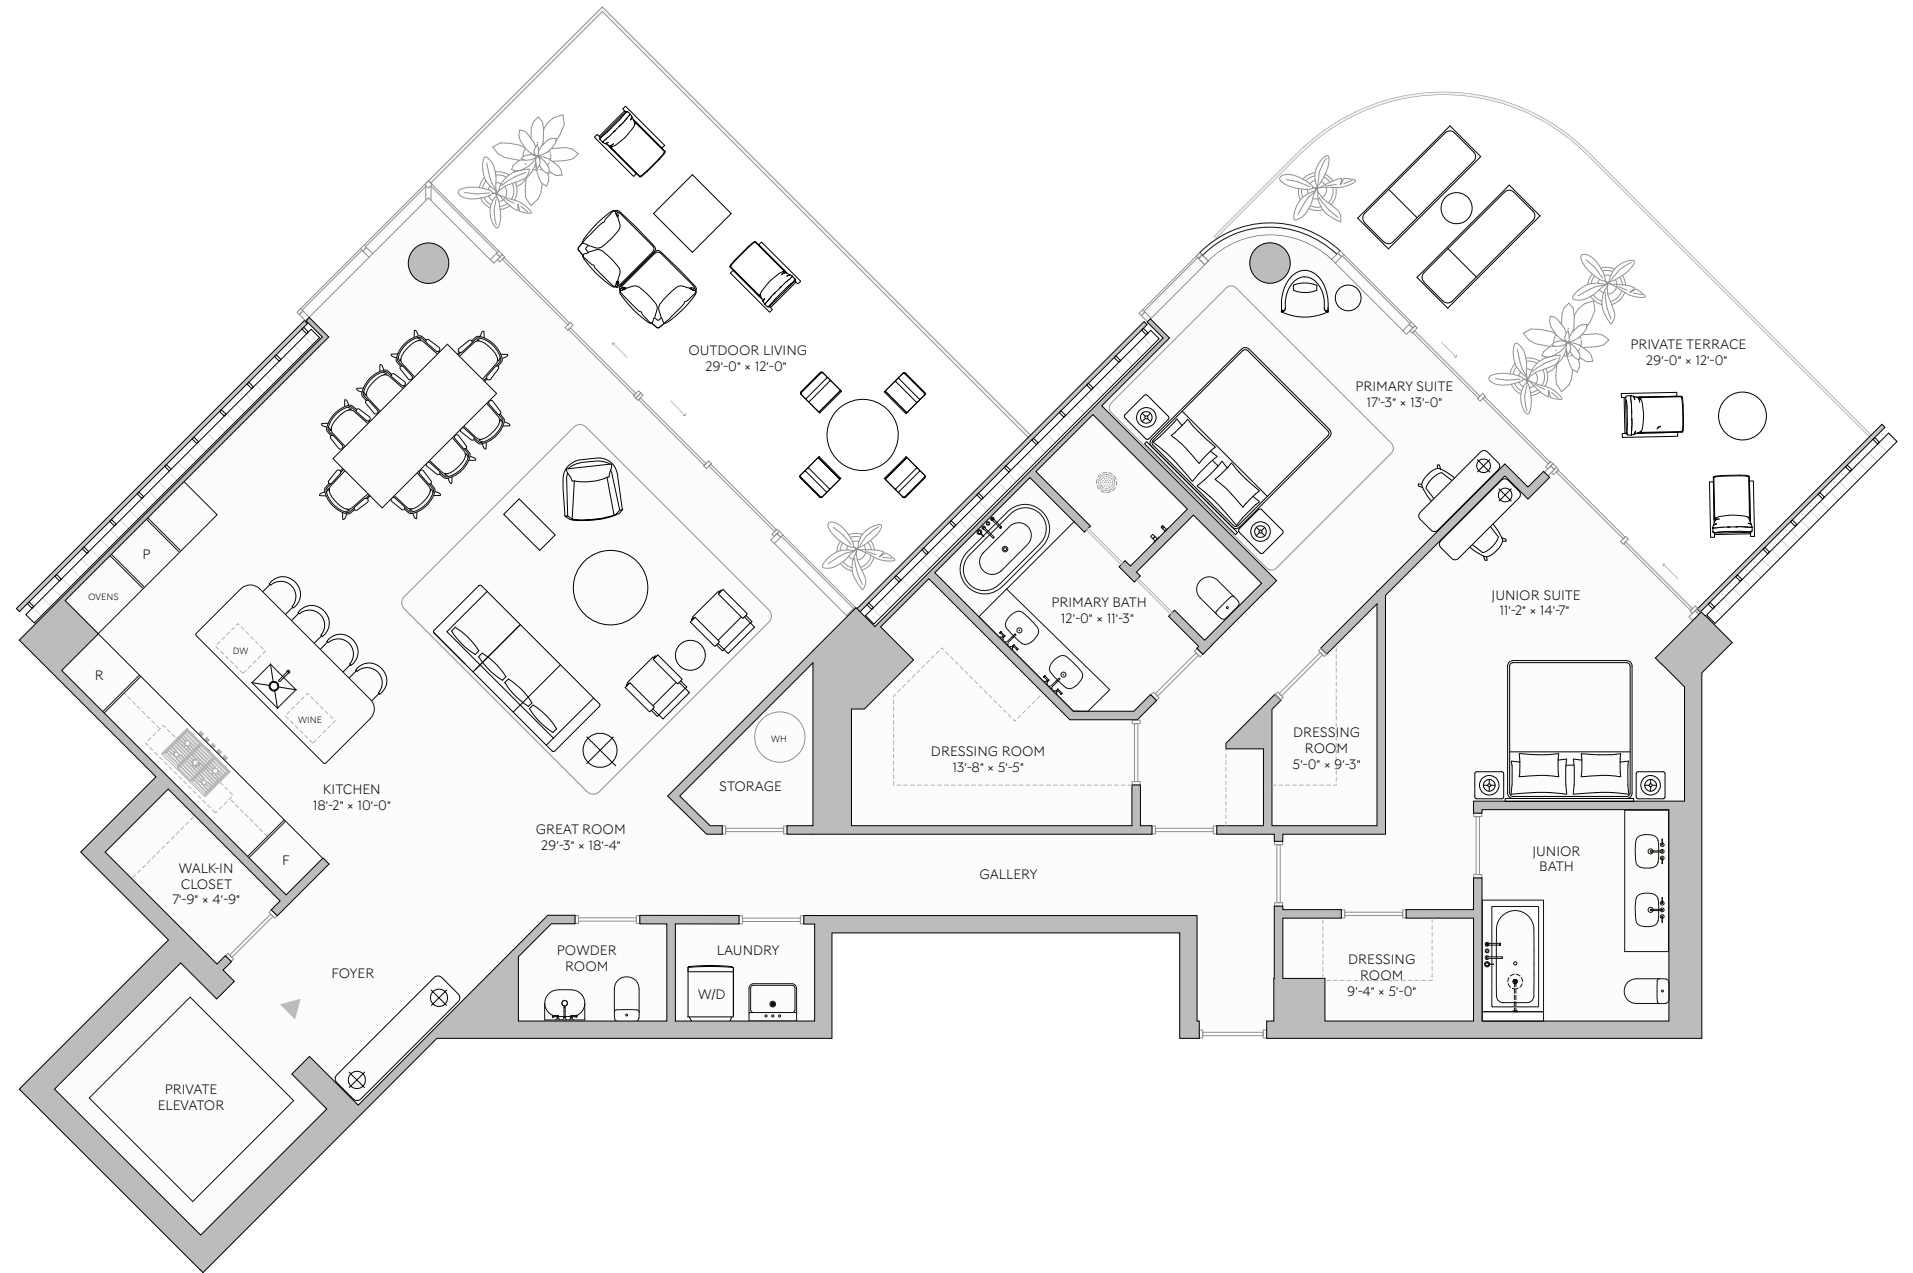 OUTDOOR LIVING
29'-0" × 12'-0"
PRIVATE TERRACE
29'-0" × 12'-0"
PRIMARY SUITE
17'-3" × 13'-0"
P
OVENS
R
DW
WINE
PRIMARY BATH
12'-0" × 11'-3"
JUNIOR SUITE
11'-2" × 14'-7"
WH
STORAGE
DRESSING ROOM
13'-8" × 5'-5"
DRESSING
ROOM
5'-0" × 9'-3"
KITCHEN
18'-2" × 10'-0"
GREAT ROOM
29'-3" × 18'-4"
F
WALK-IN
CLOSET
7'-9" × 4'-9"
GALLERY
JUNIOR
BATH
FOYER
POWDER
ROOM
LAUNDRY
W/D
DRESSING
ROOM
9'-4" × 5'-0"
PRIVATE
ELEVATOR